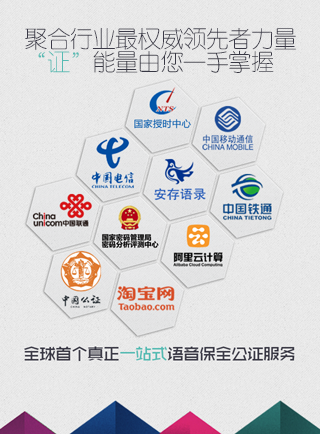 聚合行业最权威领先者力量
“证”能量由您一手掌握
NTS
国家授时中心
中国移动通信
CHINA MOBILE
中国电信
CHINA TELECOM
安存语录
China
unicom中国联通
国家密码管理局
密码分析评测中心
中国铁通
CHINA TIETONG
阿里云计算
Alibaba Cloud Computing
中国公证
淘宝网
Taobao.com
全球首个真正一站式语音保全公证服务